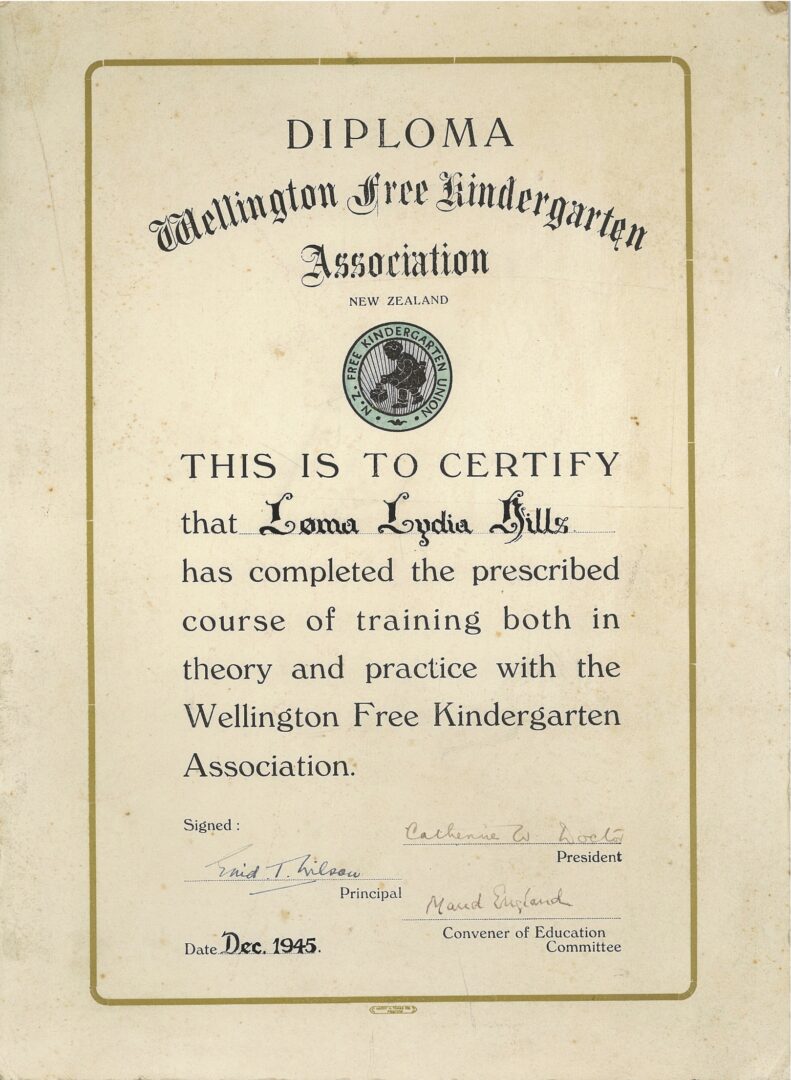 DIPLOMA
Wellington Free Kindergarten
Association
NEW ZEALAND
N.Z. FREE KINDERGARTEN UNION
THIS IS TO CERTIFY
that Loma Lydia Hills
has completed the prescribed
course of training both in
theory and practice with the
Wellington Free Kindergarten
Association.
Signed :
Catherine W
President
Enid. T. Wilson
Principal
Maud England
Convener of Education
Committee
Date Dec. 1945.